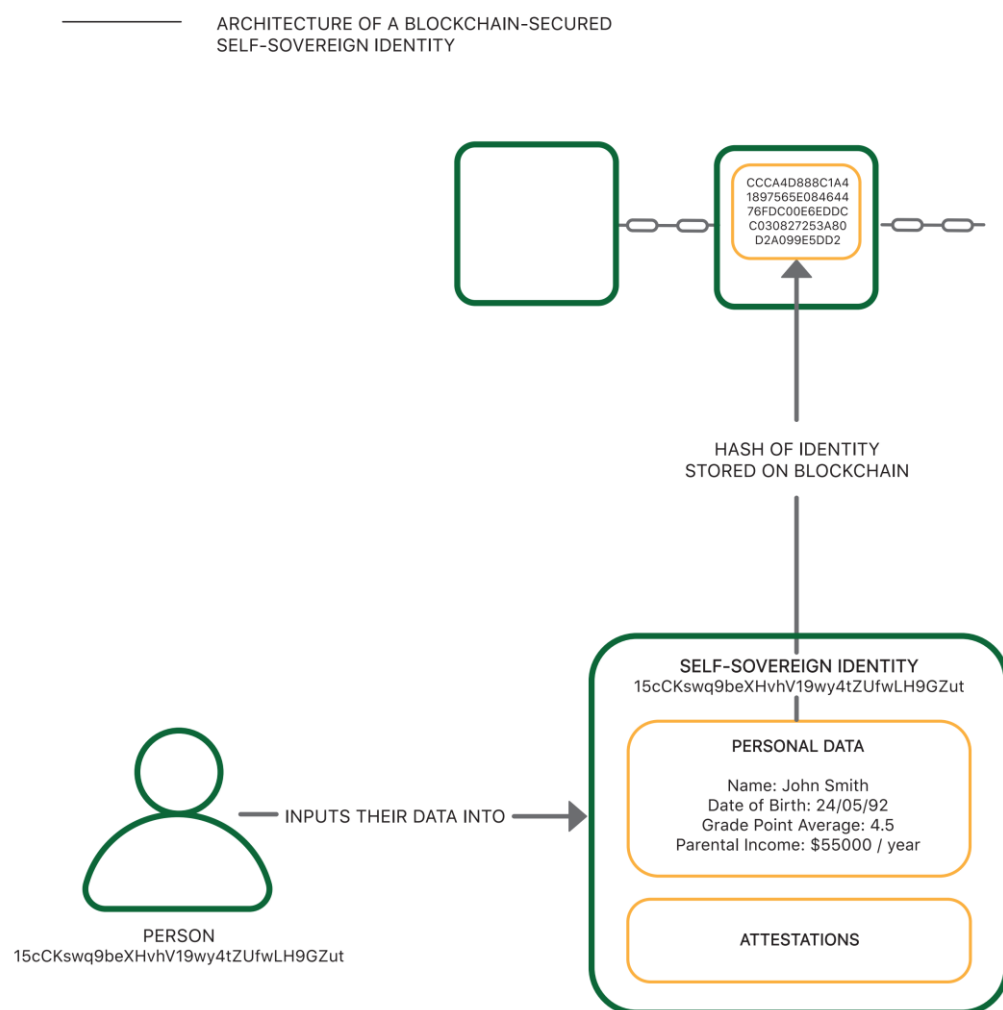 ARCHITECTURE OF A BLOCKCHAIN-SECURED
SELF-SOVEREIGN IDENTITY
CCCA4D888C1A4
1897565E084644
76FDC00E6EDDC
C030827253A80
D2A099E5DD2
HASH OF IDENTITY
STORED ON BLOCKCHAIN
SELF-SOVEREIGN IDENTITY
15cCKswq9beXHvhV19wy4tZUfwLH9GZut
PERSONAL DATA
Name: John Smith
Date of Birth: 24/05/92
Grade Point Average: 4.5
Parental Income: $55000 / year
INPUTS THEIR DATA INTO
ATTESTATIONS
PERSON
15cCKswq9beXHvhV19wy4tZUfwLH9GZut